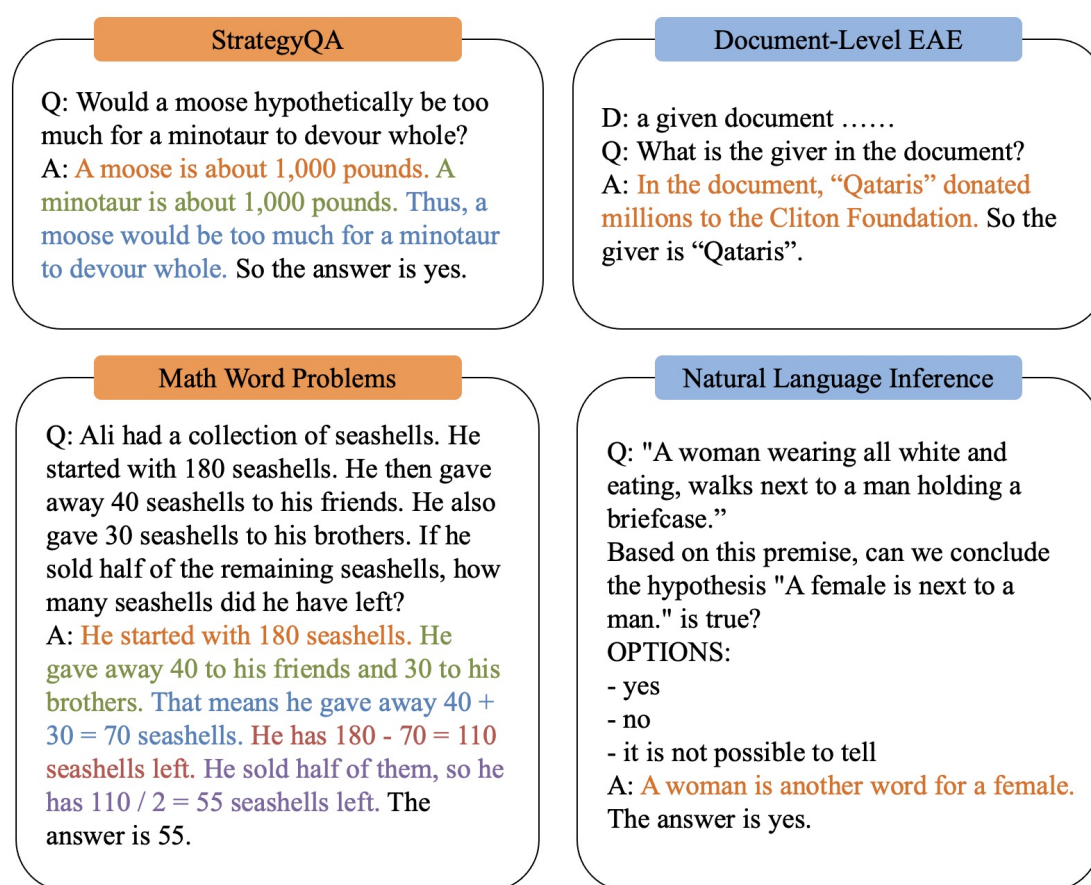 StrategyQA
Q: Would a moose hypothetically be too
much for a minotaur to devour whole?
A: A moose is about 1,000 pounds. A
minotaur is about 1,000 pounds. Thus, a
moose would be too much for a minotaur
to devour whole. So the answer is yes.
Document-Level EAE
D: a given document ......
Q: What is the giver in the document?
A: In the document, “Qataris” donated
millions to the Cliton Foundation. So the
giver is “Qataris”.
Math Word Problems
Q: Ali had a collection of seashells. He
started with 180 seashells. He then gave
away 40 seashells to his friends. He also
gave 30 seashells to his brothers. If he
sold half of the remaining seashells, how
many seashells did he have left?
A: He started with 180 seashells. He
gave away 40 to his friends and 30 to his
brothers. That means he gave away 40 +
30 = 70 seashells. He has 180 - 70 = 110
seashells left. He sold half of them, so he
has 110 / 2 = 55 seashells left. The
answer is 55.
Natural Language Inference
Q: "A woman wearing all white and
eating, walks next to a man holding a
briefcase.”
Based on this premise, can we conclude
the hypothesis "A female is next to a
man." is true?
OPTIONS:
- yes
- no
- it is not possible to tell
A: A woman is another word for a female.
The answer is yes.